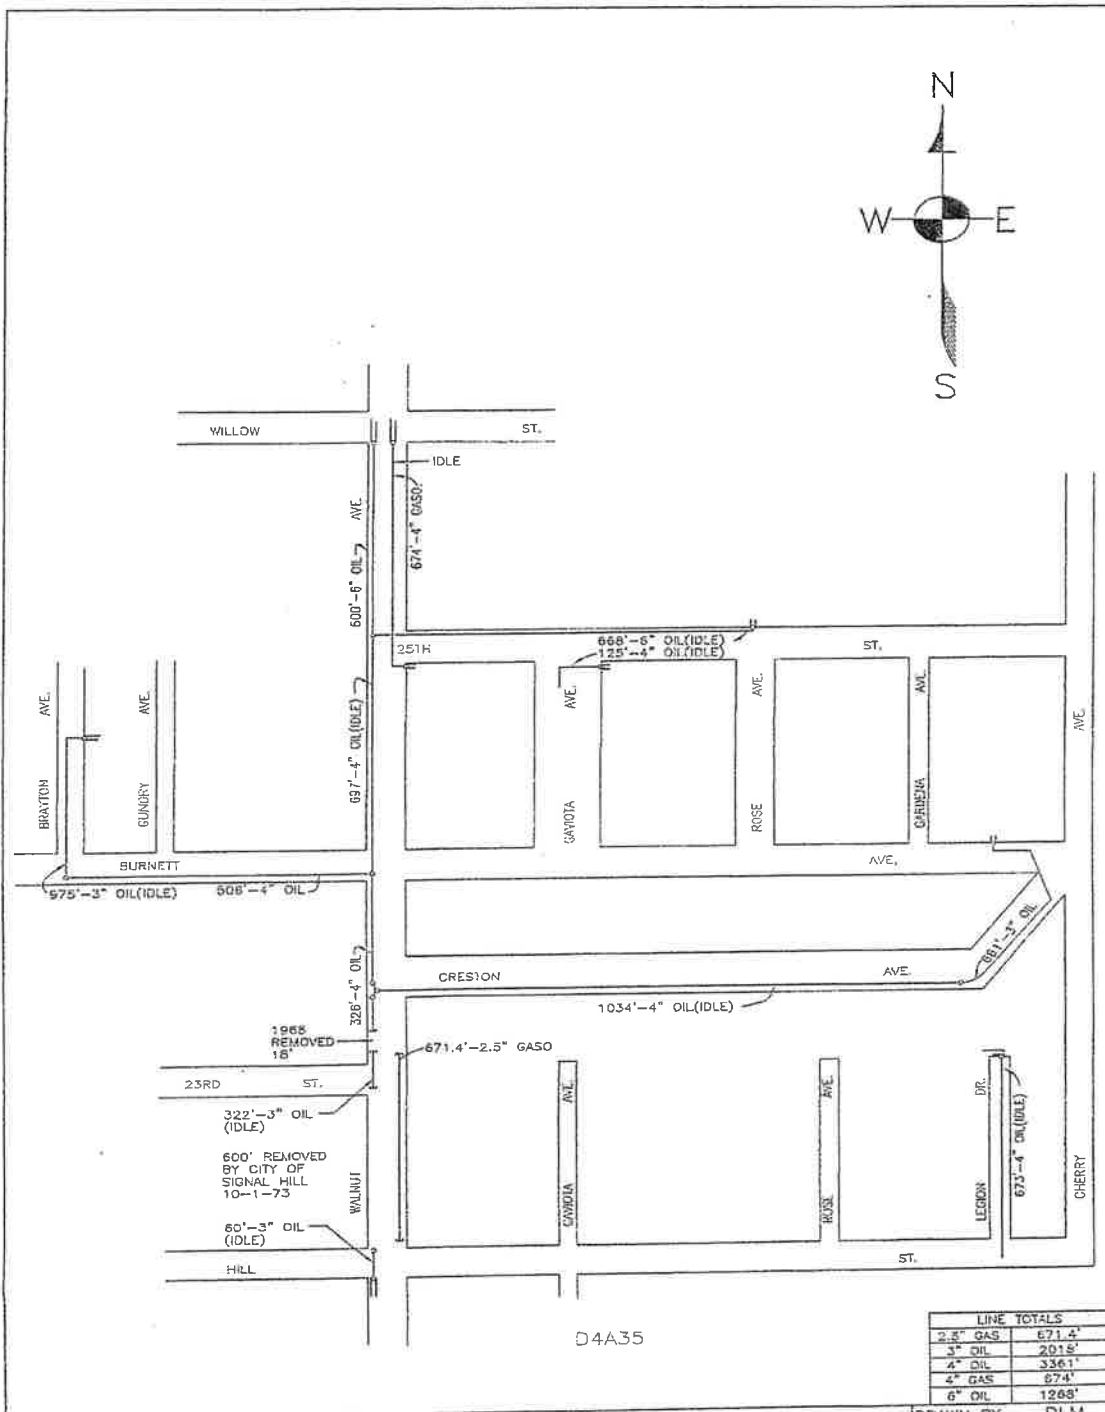 N
W E
S
WILLOW ST.
IDLE
AVE.
600'-6" OIL
674'-4" GASO.
25TH
668'-6" OIL(IDLE)
125'-4" OIL(IDLE)
ST.
BRAYTON AVE.
GUNDRY AVE.
697'-4" OIL(IDLE)
GAVIOTA AVE.
ROSE AVE.
GARDENA AVE.
AVE.
BURNETT
AVE.
975'-3" OIL(IDLE)
506'-4" OIL
326'-4" OIL
CRESTON AVE.
661'-3" OIL
1034'-4" OIL(IDLE)
1968
REMOVED
18'
671.4'-2.5" GASO
23RD ST.
322'-3" OIL
(IDLE)
600' REMOVED
BY CITY OF
SIGNAL HILL
10-1-73
WALNUT
GAVIOTA AVE.
ROSE AVE.
LEGION DR.
673'-4" OIL(IDLE)
CHERRY
60'-3" OIL
(IDLE)
HILL ST.
D4A35
LINE TOTALS
2.5" GAS 671.4'
3" OIL 2018'
4" OIL 3361'
4" GAS 674'
6" OIL 1268'
DRAWN BY DLM